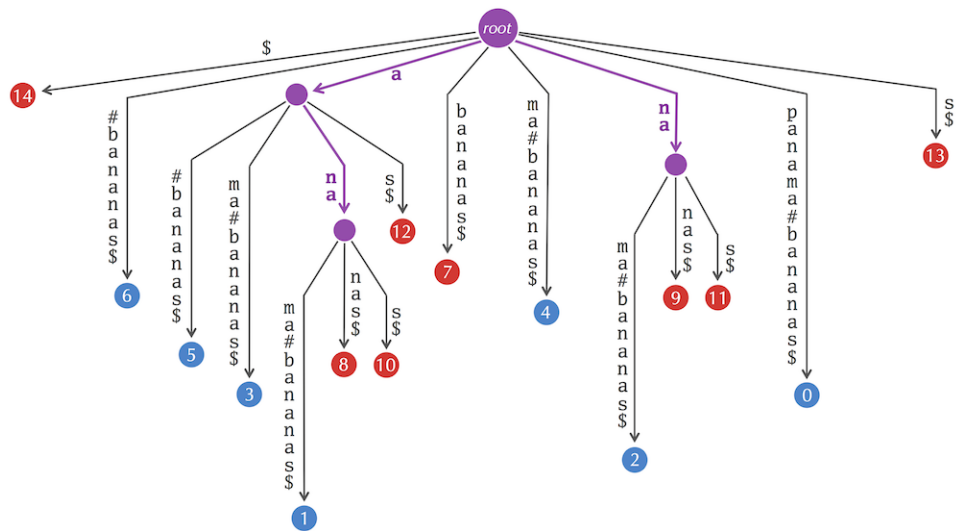 root
$
#bananas$
a
#bananas$
ma#bananas$
na
ma#bananas$
nas$
s$
s$
bananas$
ma#bananas$
na
ma#bananas$
nas$
s$
panama#bananas$
s$
14
6
5
3
1
8
10
12
7
4
2
9
11
0
13